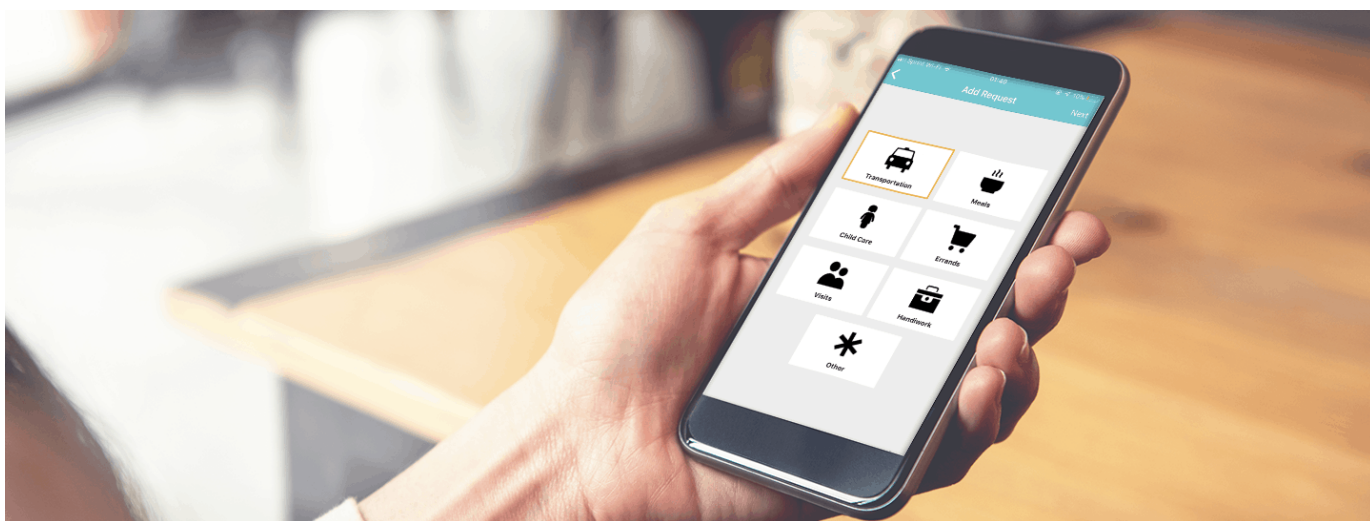 Add Request
Next
Transportation
Meals
Child Care
Errands
Visits
Handiwork
Other